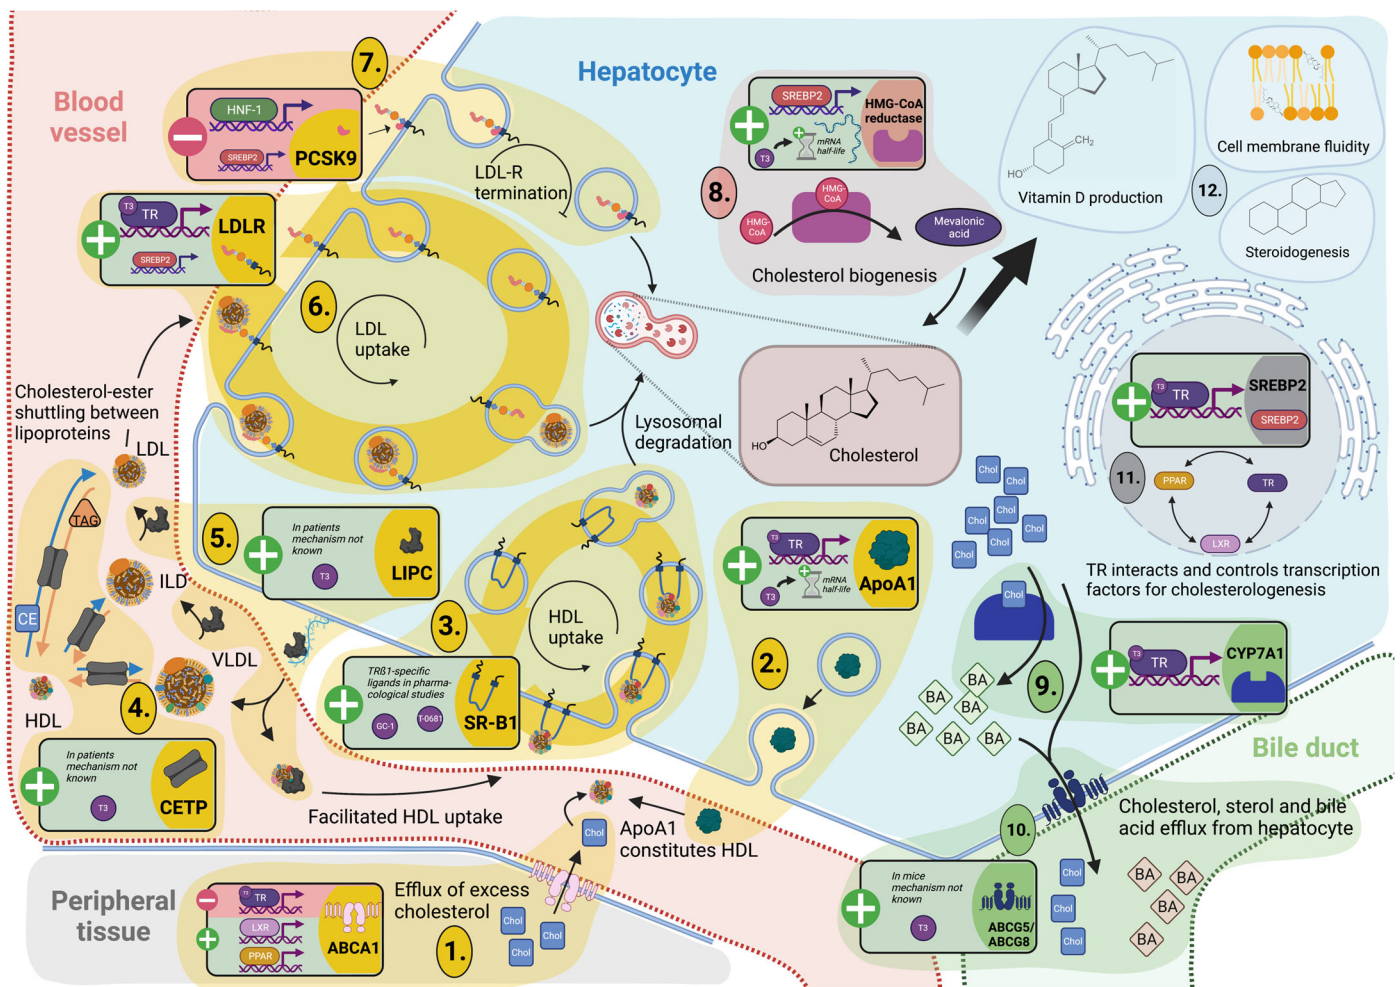 Blood
vessel
7.
HNF-1
SREBP2
PCSK9
TR
T3
LDLR
SREBP2
6.
LDL
uptake
LDL-R
termination
Hepatocyte
8.
SREBP2
T3
mRNA
half-life
HMG-CoA
reductase
HMG-
CoA
HMG-
CoA
Mevalonic
acid
Cholesterol biogenesis
HO
CH₂
Vitamin D production
12.
Cell membrane fluidity
Steroidogenesis
HO
Cholesterol
Lysosomal
degradation
T3
TR
SREBP2
SREBP2
11.
PPAR
TR
LXR
TR interacts and controls transcription
factors for cholesterologenesis
Cholesterol-ester
shuttling between
lipoproteins
LDL
TAG
CE
ILD
VLDL
HDL
4.
In patients
mechanism not
known
T3
CETP
5.
In patients
mechanism not
known
T3
LIPC
3.
HDL
uptake
TRß1-specific
ligands in pharma-
cological studies
GC-1
T-0681
SR-B1
2.
T3
TR
T3
mRNA
half-life
ApoA1
Chol
Chol
Chol
Chol
Chol
Chol
Chol
9.
BA
BA
BA
BA
BA
BA
T3
TR
CYP7A1
Bile duct
10.
Cholesterol, sterol and bile
acid efflux from hepatocyte
In mice
mechanism not
known
T3
ABCG5/
ABCG8
Chol
Chol
Chol
BA
BA
BA
BA
Facilitated HDL uptake
ApoA1
constitutes HDL
Chol
Peripheral
tissue
T3
TR
LXR
PPAR
ABCA1
Efflux of excess
cholesterol
1.
Chol
Chol
Chol